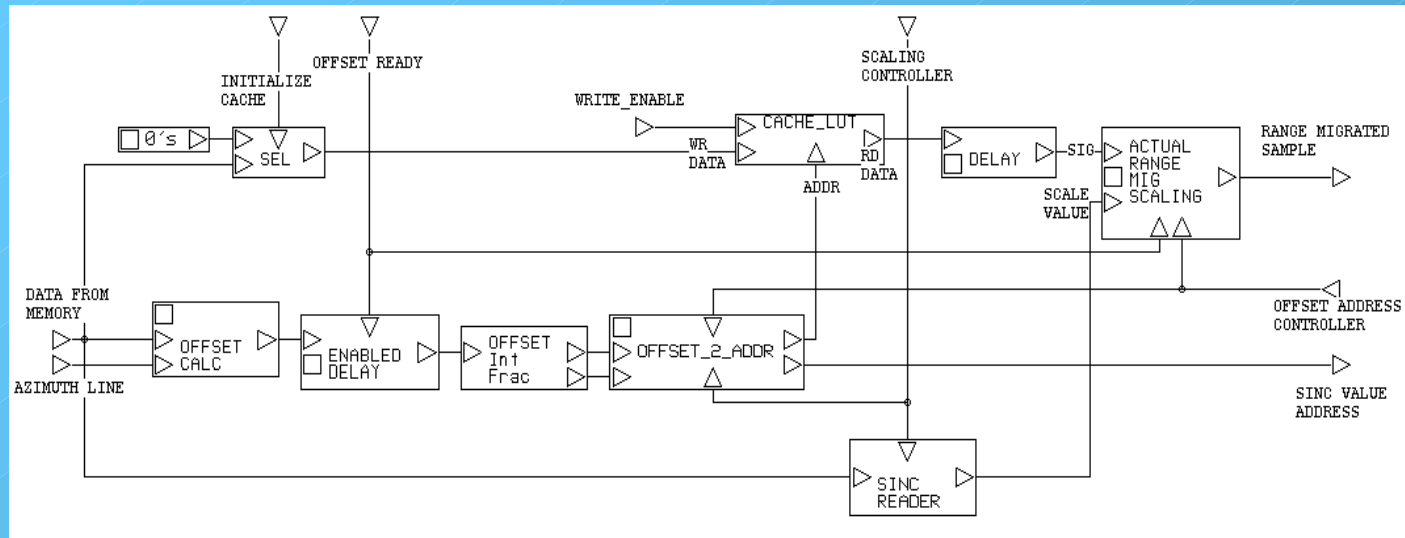 INITIALIZE
CACHE
OFFSET READY
SCALING
CONTROLLER
WRITE_ENABLE
0's
SEL
CACHE_LUT
WR
DATA
RD
DATA
ADDR
DELAY
SIG
SCALE
VALUE
ACTUAL
RANGE
MIG
SCALING
RANGE MIGRATED
SAMPLE
DATA FROM
MEMORY
AZIMUTH LINE
OFFSET
CALC
ENABLED
DELAY
OFFSET
Int
Frac
OFFSET_2_ADDR
OFFSET ADDRESS
CONTROLLER
SINC VALUE
ADDRESS
SINC
READER